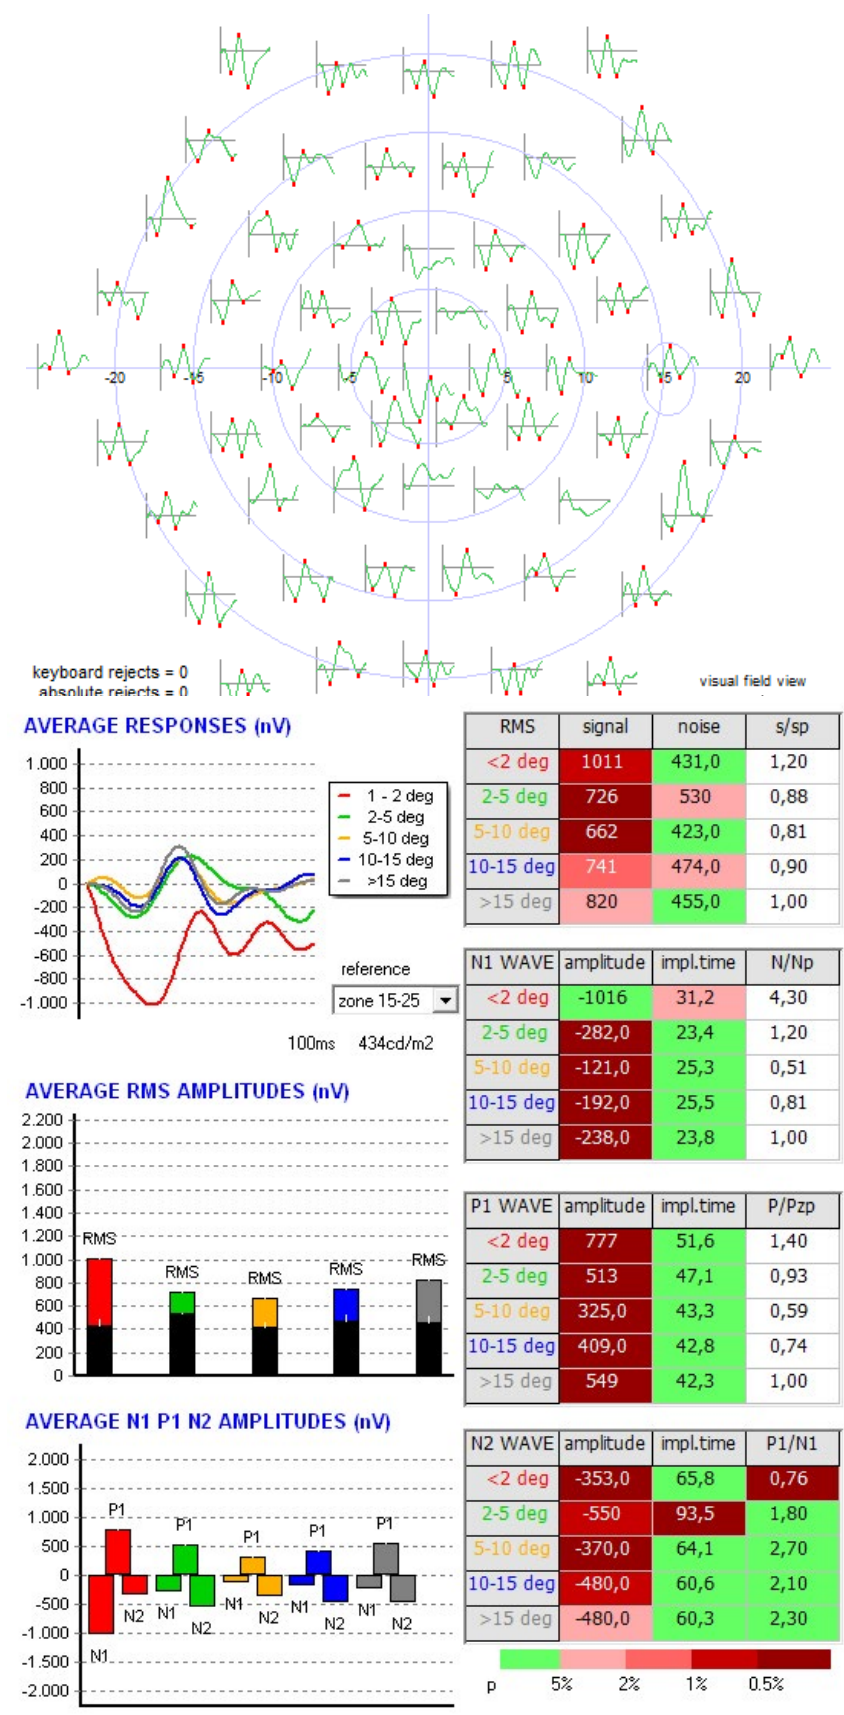 -20 -15 -10 -5 5 10 15 20
keyboard rejects = 0
absolute rejects = 0
visual field view
AVERAGE RESPONSES (nV)
1.000
800
600
400
200
0
-200
-400
-600
-800
-1.000
1 - 2 deg
2-5 deg
5-10 deg
10-15 deg
>15 deg
reference
zone 15-25
100ms 434cd/m2
RMS signal noise s/sp
<2 deg 1011 431,0 1,20
2-5 deg 726 530 0,88
5-10 deg 662 423,0 0,81
10-15 deg 741 474,0 0,90
>15 deg 820 455,0 1,00
N1 WAVE amplitude impl.time N/Np
<2 deg -1016 31,2 4,30
2-5 deg -282,0 23,4 1,20
5-10 deg -121,0 25,3 0,51
10-15 deg -192,0 25,5 0,81
>15 deg -238,0 23,8 1,00
AVERAGE RMS AMPLITUDES (nV)
2.200
2.000
1.800
1.600
1.400
1.200
1.000
800
600
400
200
0
RMS RMS RMS RMS RMS
P1 WAVE amplitude impl.time P/Pzp
<2 deg 777 51,6 1,40
2-5 deg 513 47,1 0,93
5-10 deg 325,0 43,3 0,59
10-15 deg 409,0 42,8 0,74
>15 deg 549 42,3 1,00
AVERAGE N1 P1 N2 AMPLITUDES (nV)
2.000
1.500
1.000
500
0
-500
-1.000
-1.500
-2.000
P1 P1 P1 P1 P1
N1 N2 N1 N2 N1 N2 N1 N2 N1 N2
N2 WAVE amplitude impl.time P1/N1
<2 deg -353,0 65,8 0,76
2-5 deg -550 93,5 1,80
5-10 deg -370,0 64,1 2,70
10-15 deg -480,0 60,6 2,10
>15 deg -480,0 60,3 2,30
p 5% 2% 1% 0.5%